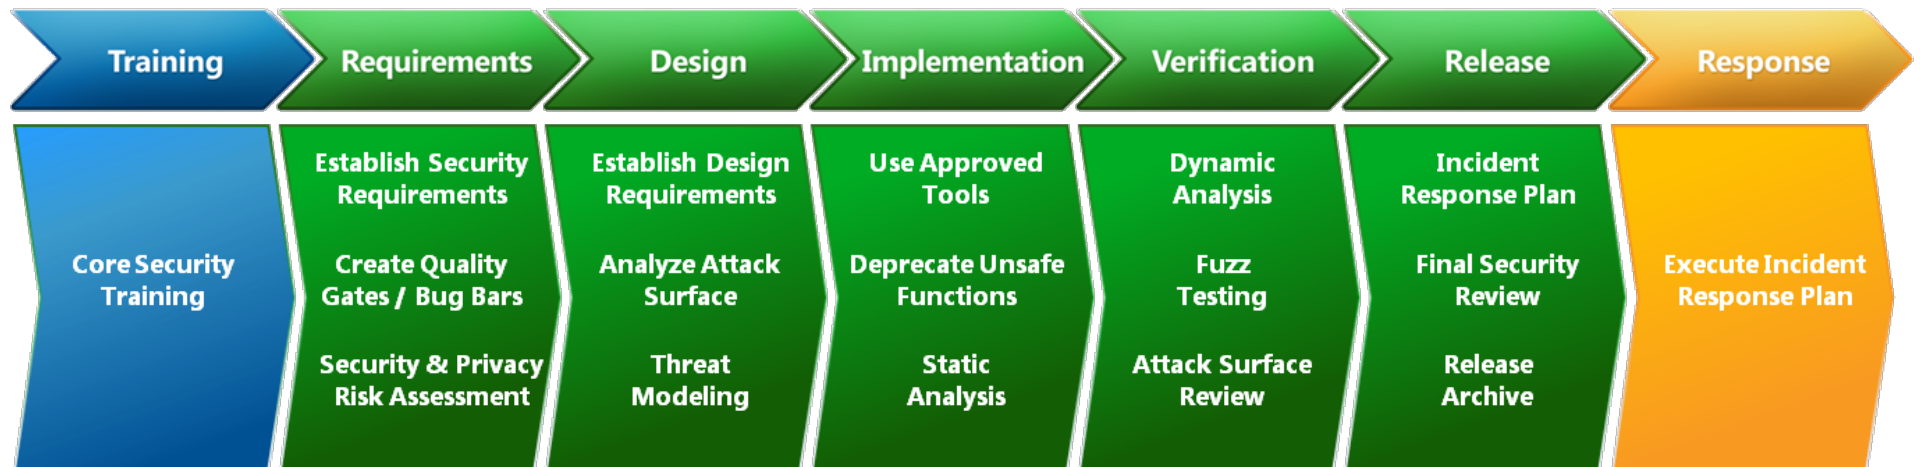 Training
Requirements
Design
Implementation
Verification
Release
Response
Core Security
Training
Establish Security
Requirements
Create Quality
Gates / Bug Bars
Security & Privacy
Risk Assessment
Establish Design
Requirements
Analyze Attack
Surface
Threat
Modeling
Use Approved
Tools
Deprecate Unsafe
Functions
Static
Analysis
Dynamic
Analysis
Fuzz
Testing
Attack Surface
Review
Incident
Response Plan
Final Security
Review
Release
Archive
Execute Incident
Response Plan